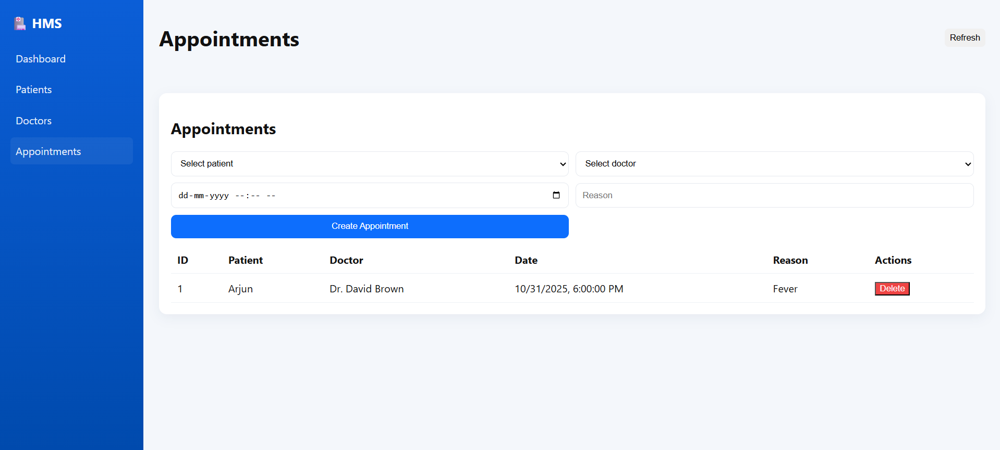 HMS
Dashboard
Patients
Doctors
Appointments
Appointments
Refresh
Appointments
Select patient
Select doctor
dd-mm-yyyy --:-- --
Reason
Create Appointment
ID Patient Doctor Date Reason Actions
1 Arjun Dr. David Brown 10/31/2025, 6:00:00 PM Fever Delete